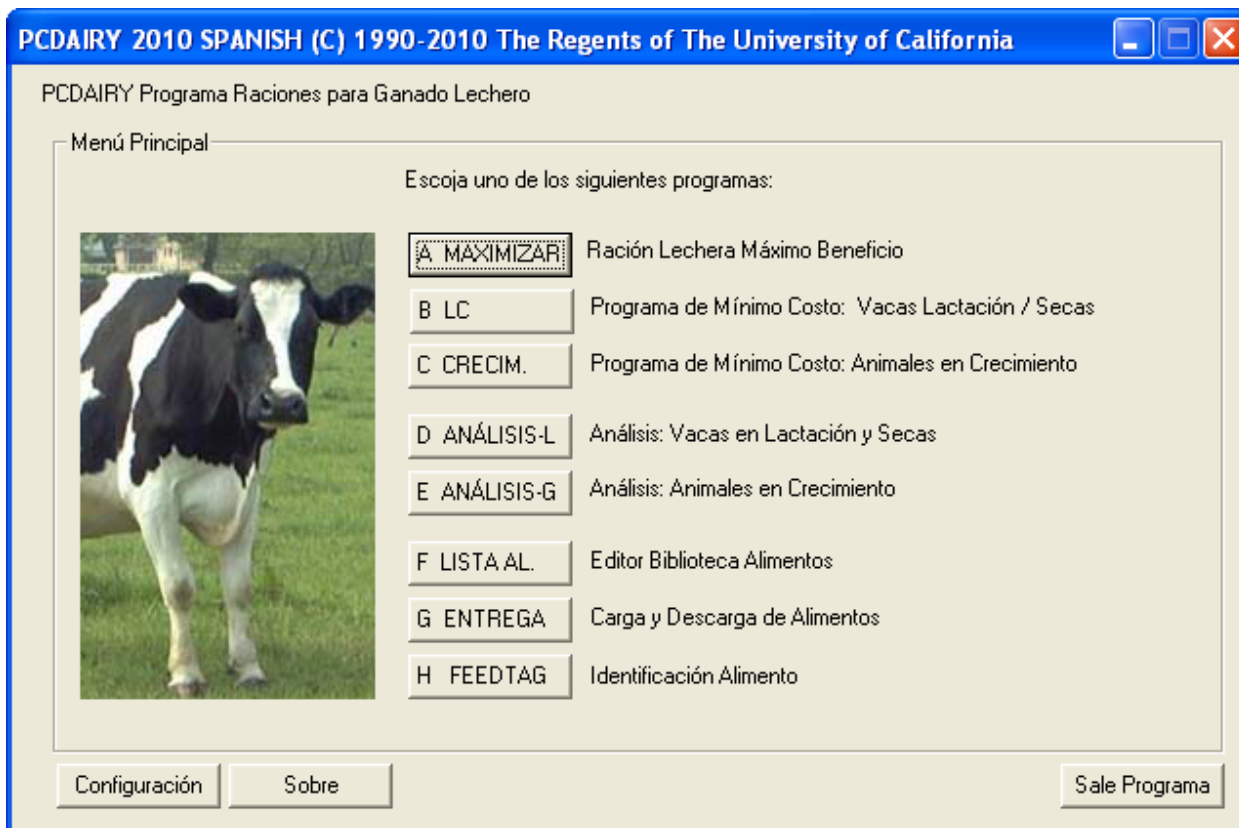 PCDAIRY 2010 SPANISH (C) 1990-2010 The Regents of The University of California
PCDAIRY Programa Raciones para Ganado Lechero
Menú Principal
Escoja uno de los siguientes programas:
A MAXIMIZAR Ración Lechera Máximo Beneficio
B LC Programa de Mínimo Costo: Vacas Lactación / Secas
C CRECIM. Programa de Mínimo Costo: Animales en Crecimiento
D ANÁLISIS-L Análisis: Vacas en Lactación y Secas
E ANÁLISIS-G Análisis: Animales en Crecimiento
F LISTA AL. Editor Biblioteca Alimentos
G ENTREGA Carga y Descarga de Alimentos
H FEEDTAG Identificación Alimento
Configuración Sobre Sale Programa